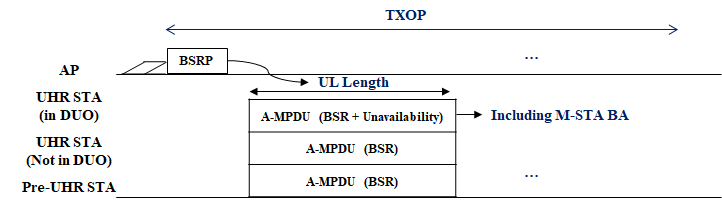 TXOP
BSRP
...
AP
UL Length
UHR STA
(in DUO)
A-MPDU (BSR + Unavailability)
Including M-STA BA
UHR STA
(Not in DUO)
A-MPDU (BSR)
Pre-UHR STA
A-MPDU (BSR)
...